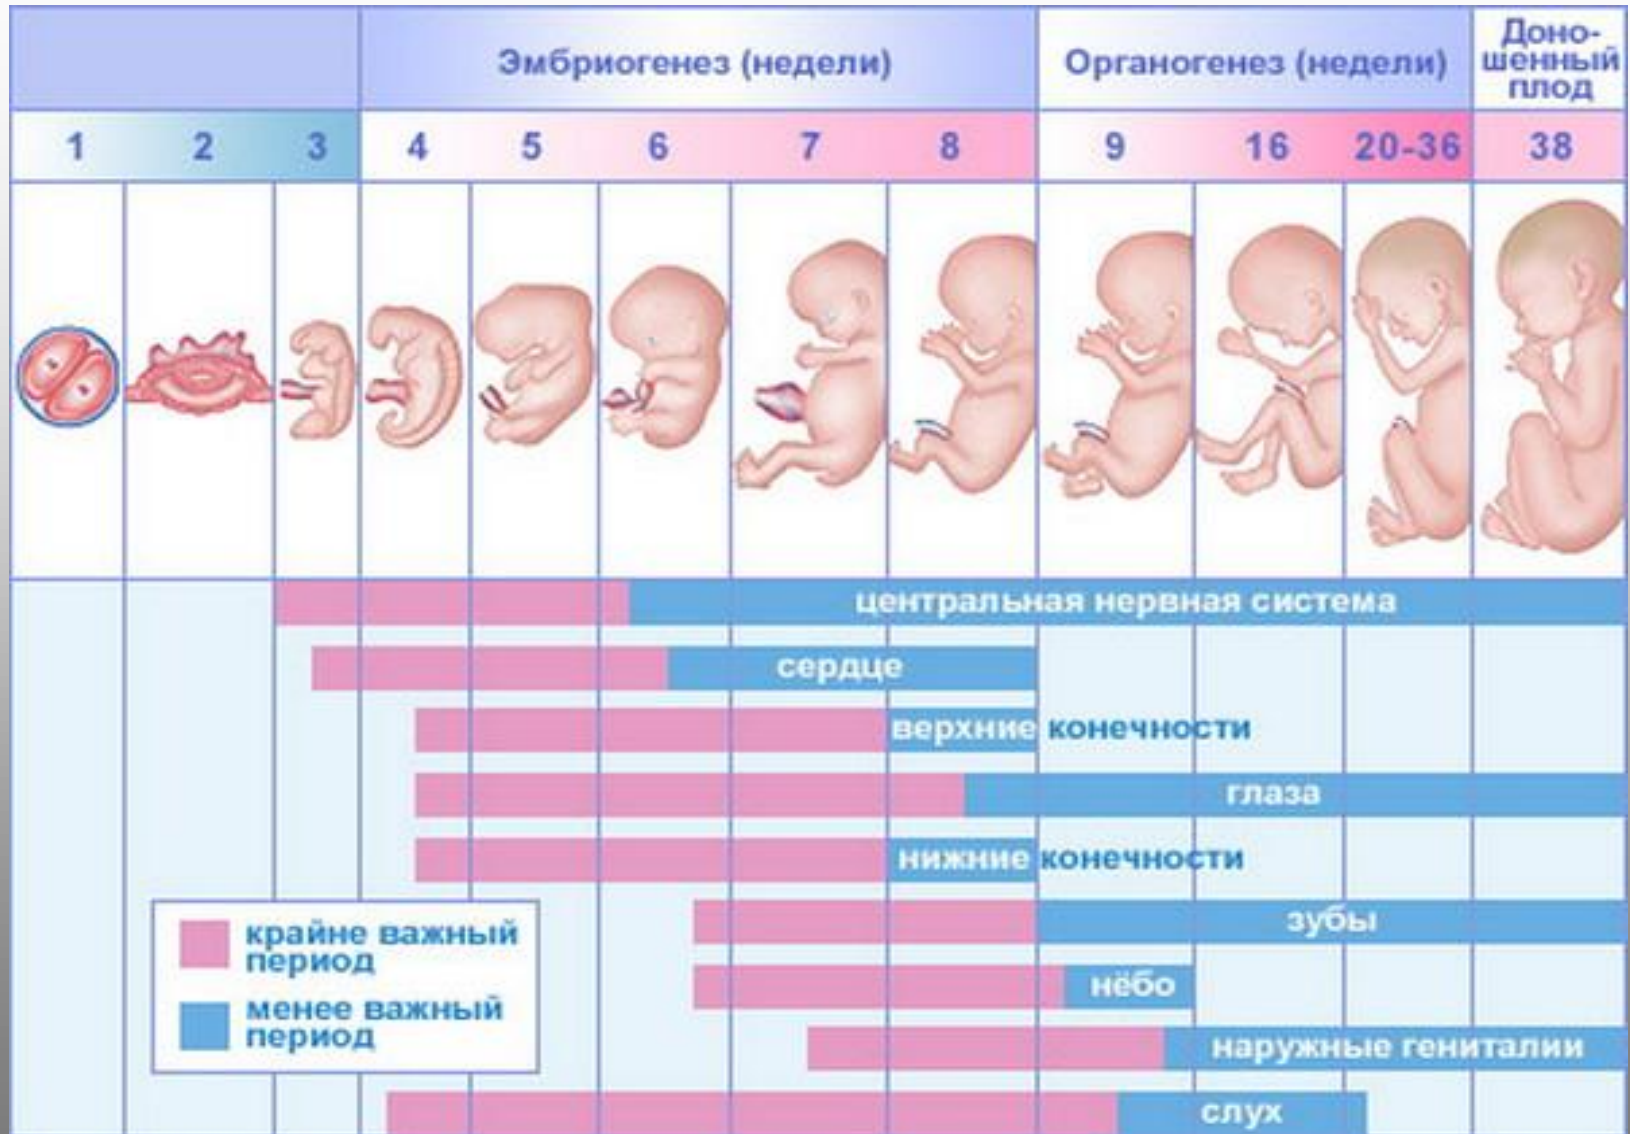 Эмбриогенез (недели)
Органогенез (недели)
Доно-
шенный
плод
1 2 3 4 5 6 7 8 9 16 20-36 38
центральная нервная система
сердце
верхние конечности
глаза
нижние конечности
зубы
нёбо
наружные гениталии
слух
крайне важный
период
менее важный
период